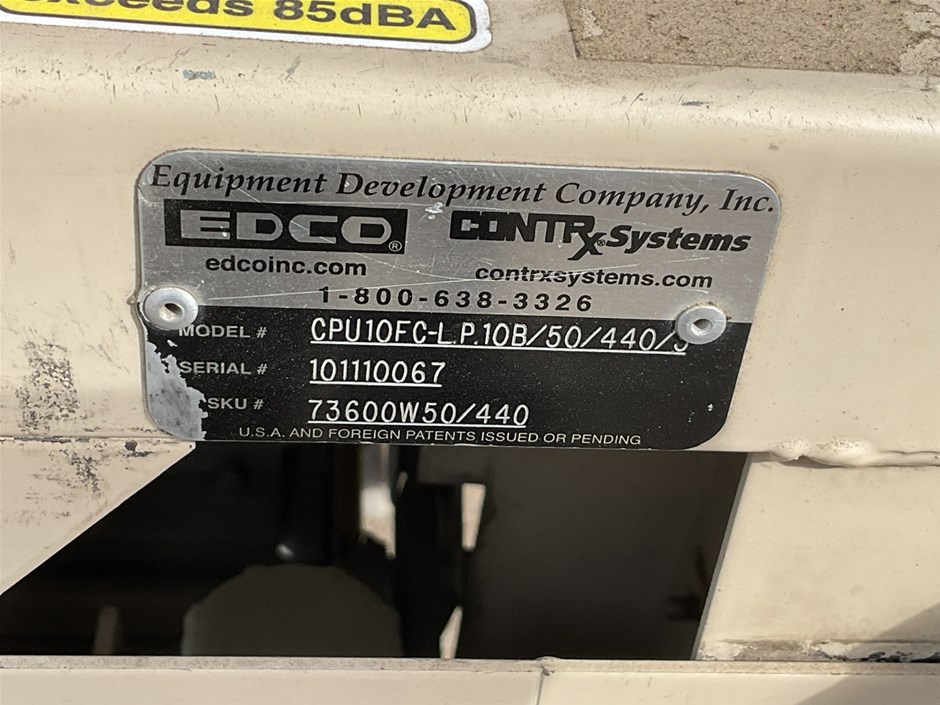 exceeds 85dBA
Equipment Development Company, Inc.
EDCO® CONTRx®Systems
edcoinc.com contrxsystems.com
1-800-638-3326
MODEL # CPU10FC-L.P.10B/50/440/
SERIAL # 101110067
SKU # 73600W50/440
U.S.A. AND FOREIGN PATENTS ISSUED OR PENDING